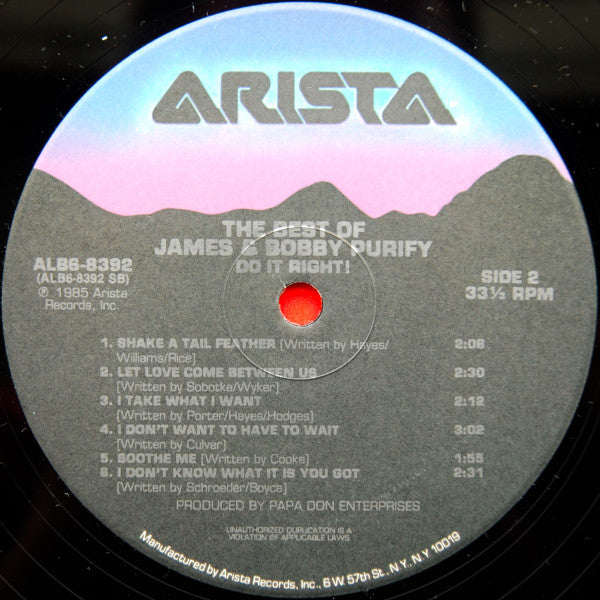 ARISTA
THE BEST OF
JAMES & BOBBY PURIFY
DO IT RIGHT!
ALB6-8392
(ALB6-8392 SB)
℗ 1985 Arista
Records, Inc.
SIDE 2
33⅓ RPM
1. SHAKE A TAIL FEATHER (Written by Hayes/ 2:08
Williams/Rice)
2. LET LOVE COME BETWEEN US 2:30
(Written by Sobotke/Wyker)
3. I TAKE WHAT I WANT 2:12
(Written by Porter/Hayes/Hodges)
4. I DON'T WANT TO HAVE TO WAIT 3:02
(Written by Culver)
5. SOOTHE ME (Written by Cooke) 1:55
6. I DON'T KNOW WHAT IT IS YOU GOT 2:31
(Written by Schroeder/Boyce)
PRODUCED BY PAPA DON ENTERPRISES
UNAUTHORIZED DUPLICATION IS A
VIOLATION OF APPLICABLE LAWS.
Manufactured by Arista Records, Inc., 6 W 57th St., N.Y. N.Y 10019